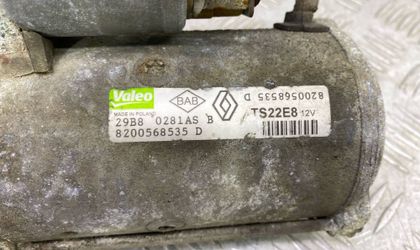 Valeo
MADE IN POLAND
BAB
8200568535 D
29B8 0281AS B
8200568535 D
TS22E8 12V